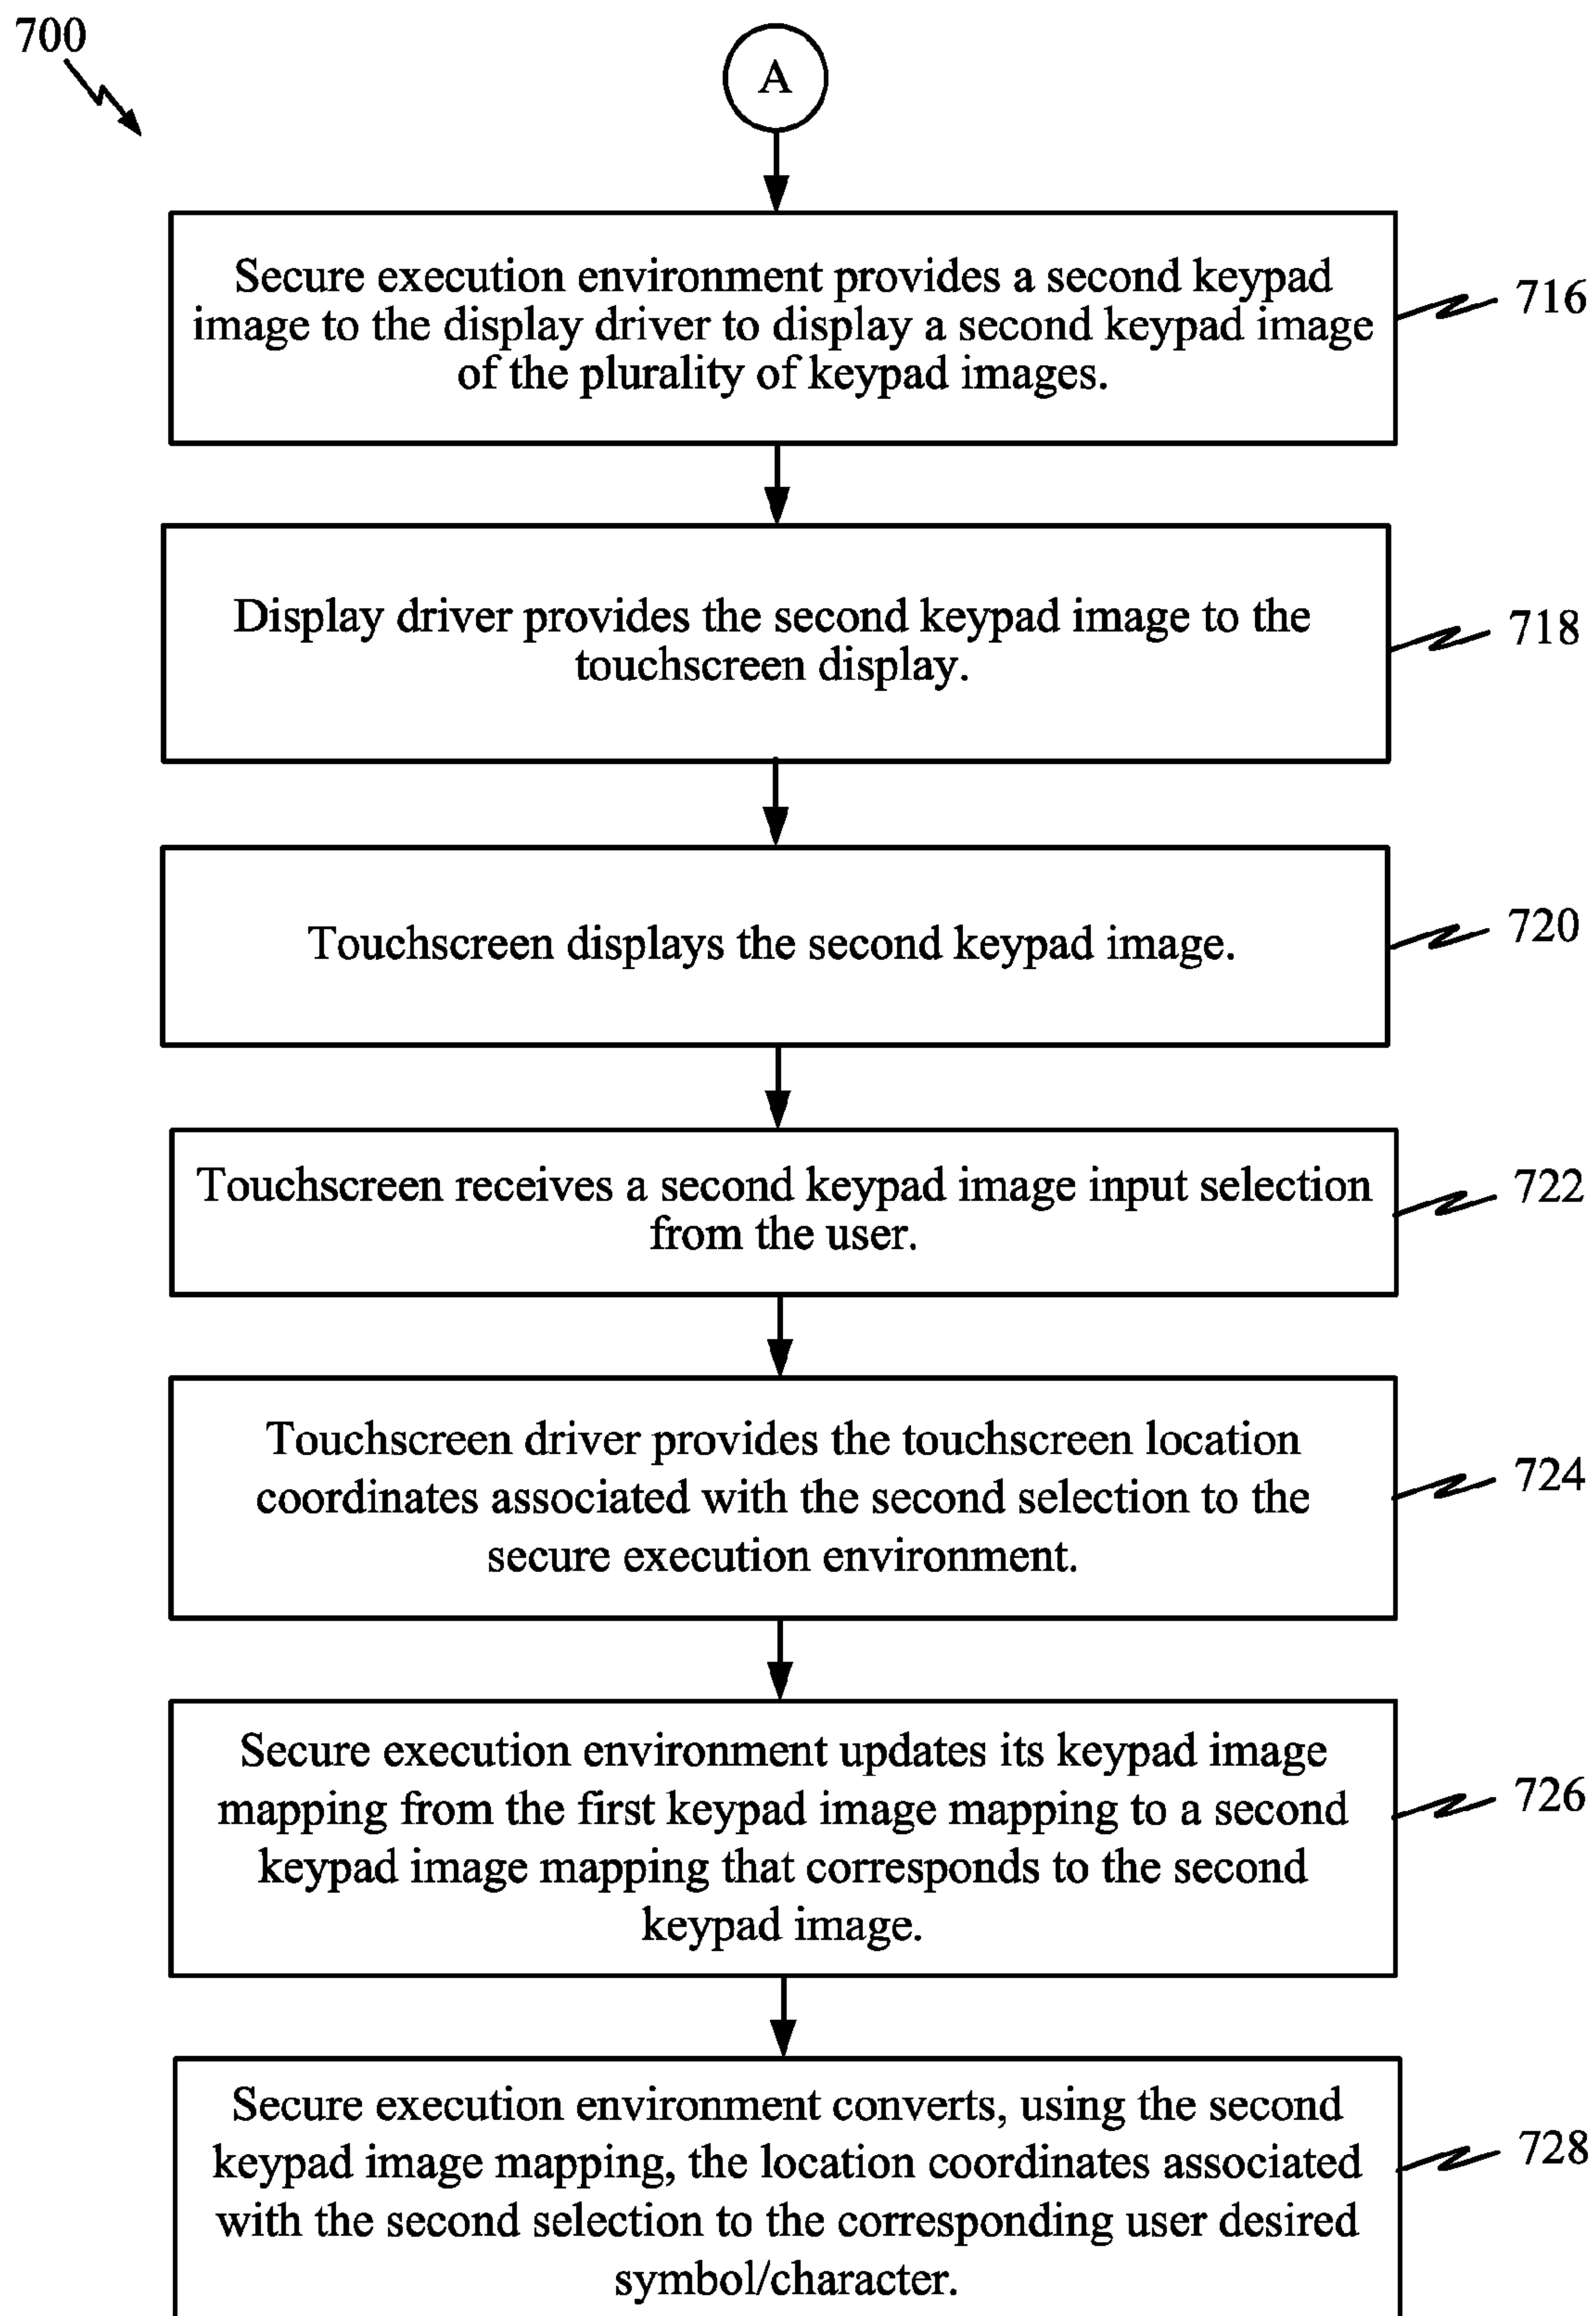 700
A
Secure execution environment provides a second keypad
image to the display driver to display a second keypad image
of the plurality of keypad images.
716
Display driver provides the second keypad image to the
touchscreen display.
718
Touchscreen displays the second keypad image.
720
Touchscreen receives a second keypad image input selection
from the user.
722
Touchscreen driver provides the touchscreen location
coordinates associated with the second selection to the
secure execution environment.
724
Secure execution environment updates its keypad image
mapping from the first keypad image mapping to a second
keypad image mapping that corresponds to the second
keypad image.
726
Secure execution environment converts, using the second
keypad image mapping, the location coordinates associated
with the second selection to the corresponding user desired
symbol/character.
728